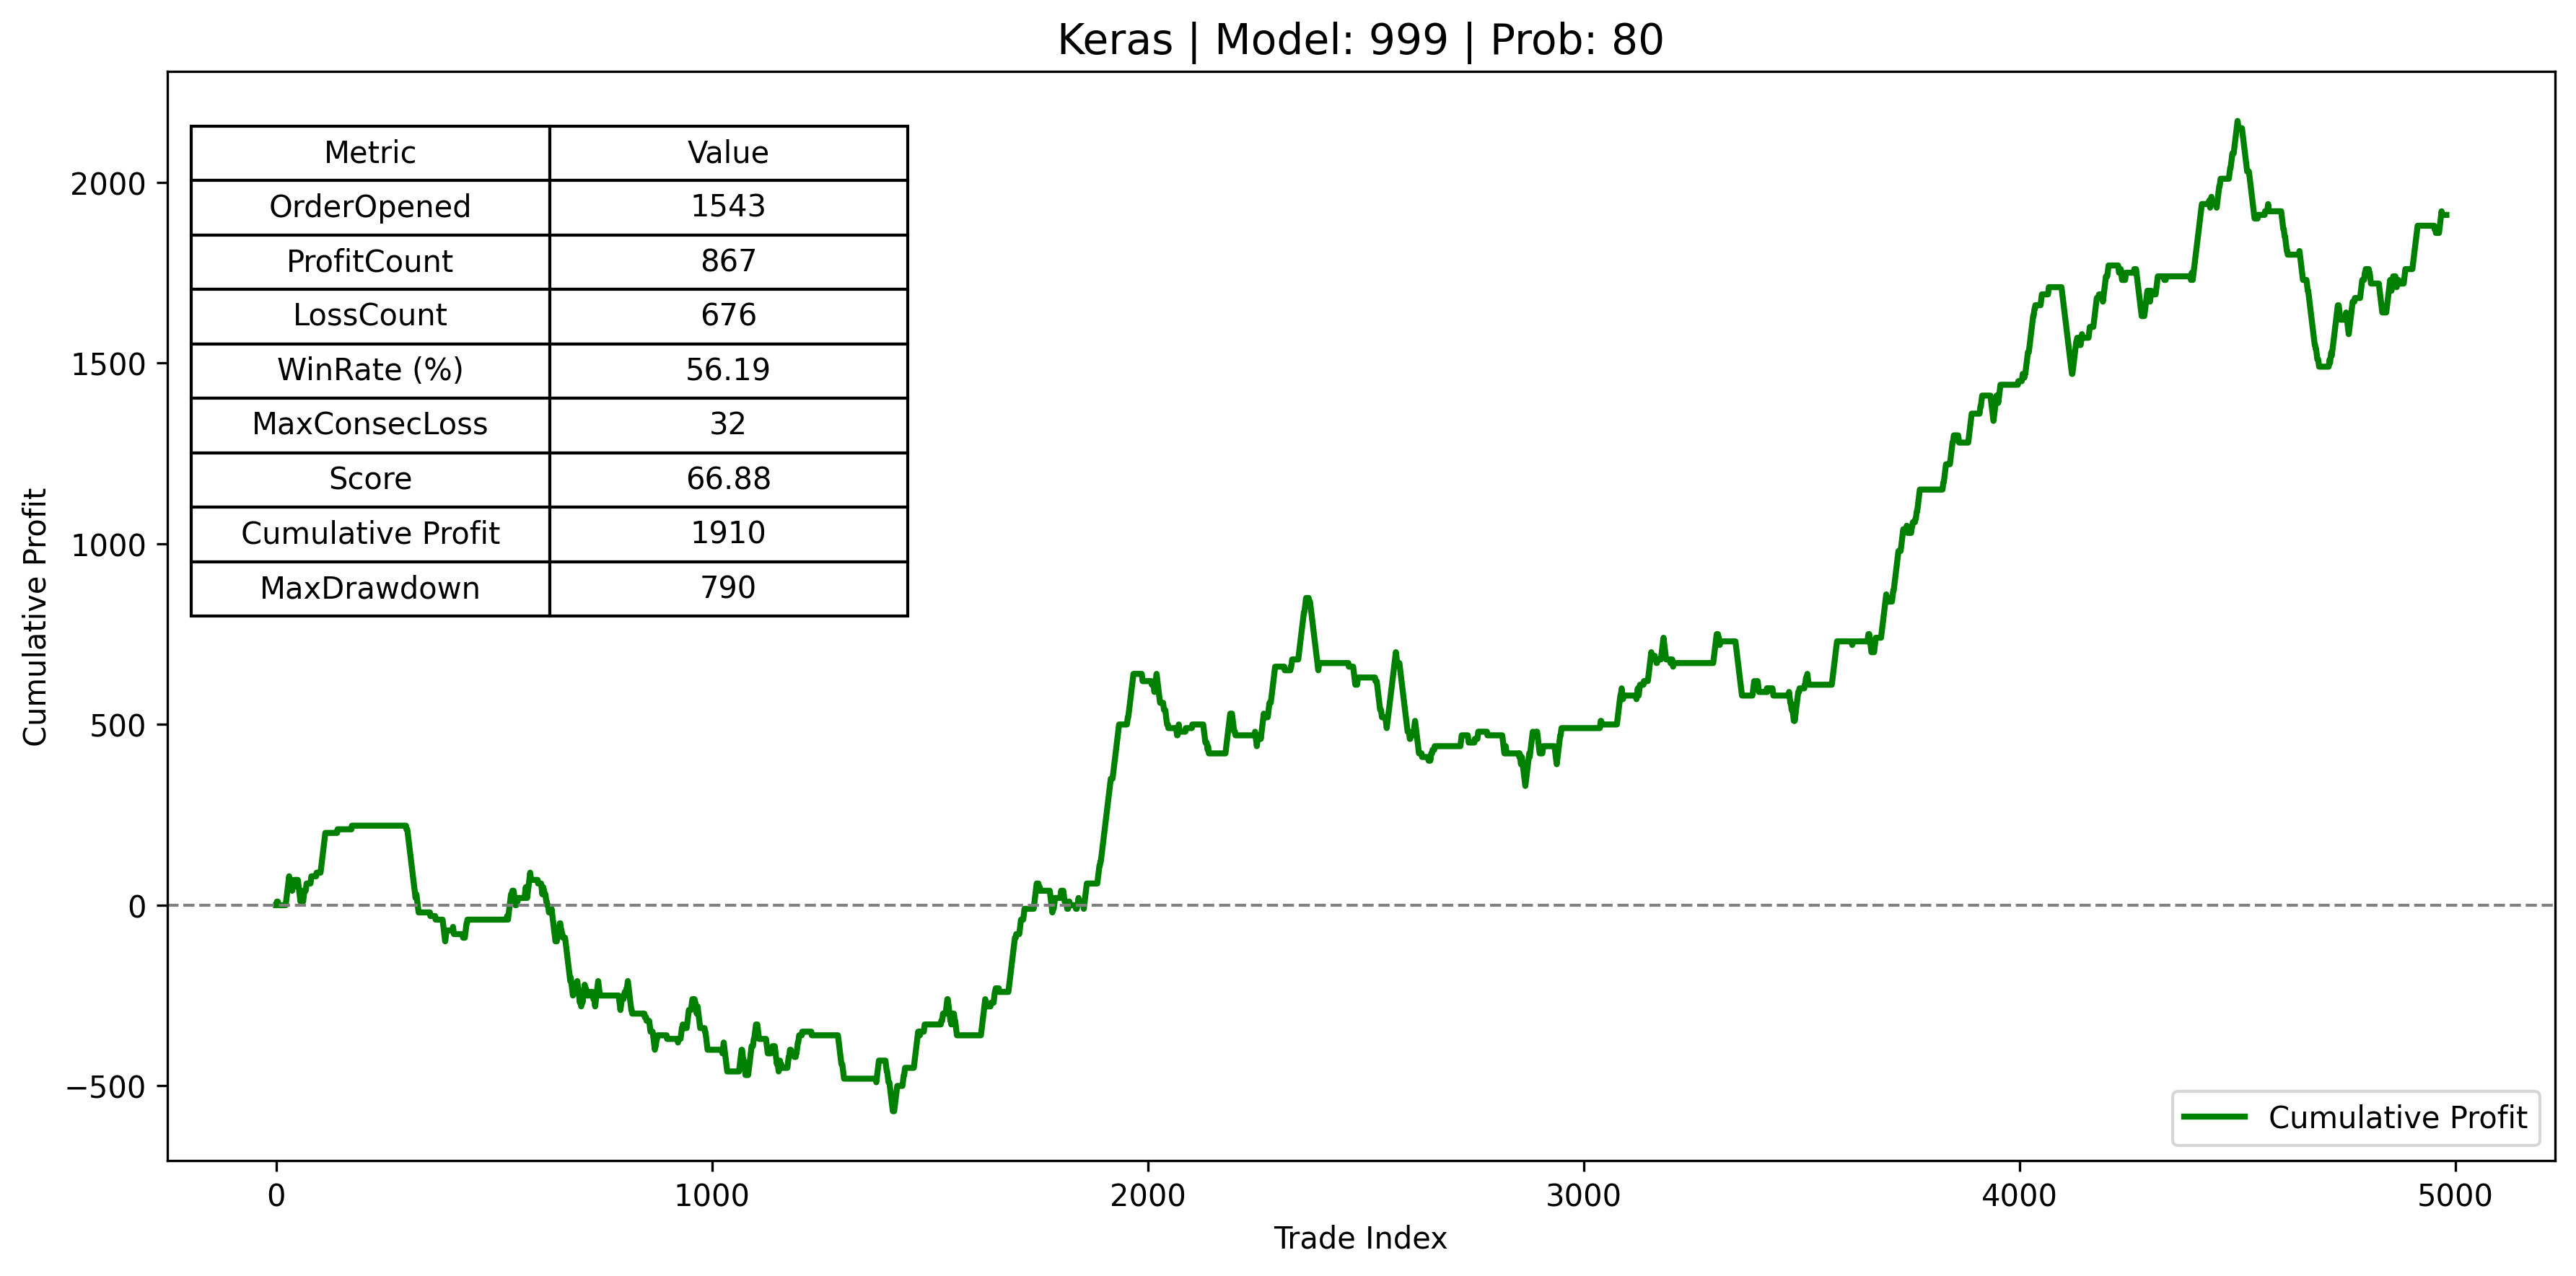 Keras | Model: 999 | Prob: 80
Metric Value
OrderOpened 1543
ProfitCount 867
LossCount 676
WinRate (%) 56.19
MaxConsecLoss 32
Score 66.88
Cumulative Profit 1910
MaxDrawdown 790
Cumulative Profit
2000
1500
1000
500
0
−500
Cumulative Profit
0 1000 2000 3000 4000 5000
Trade Index